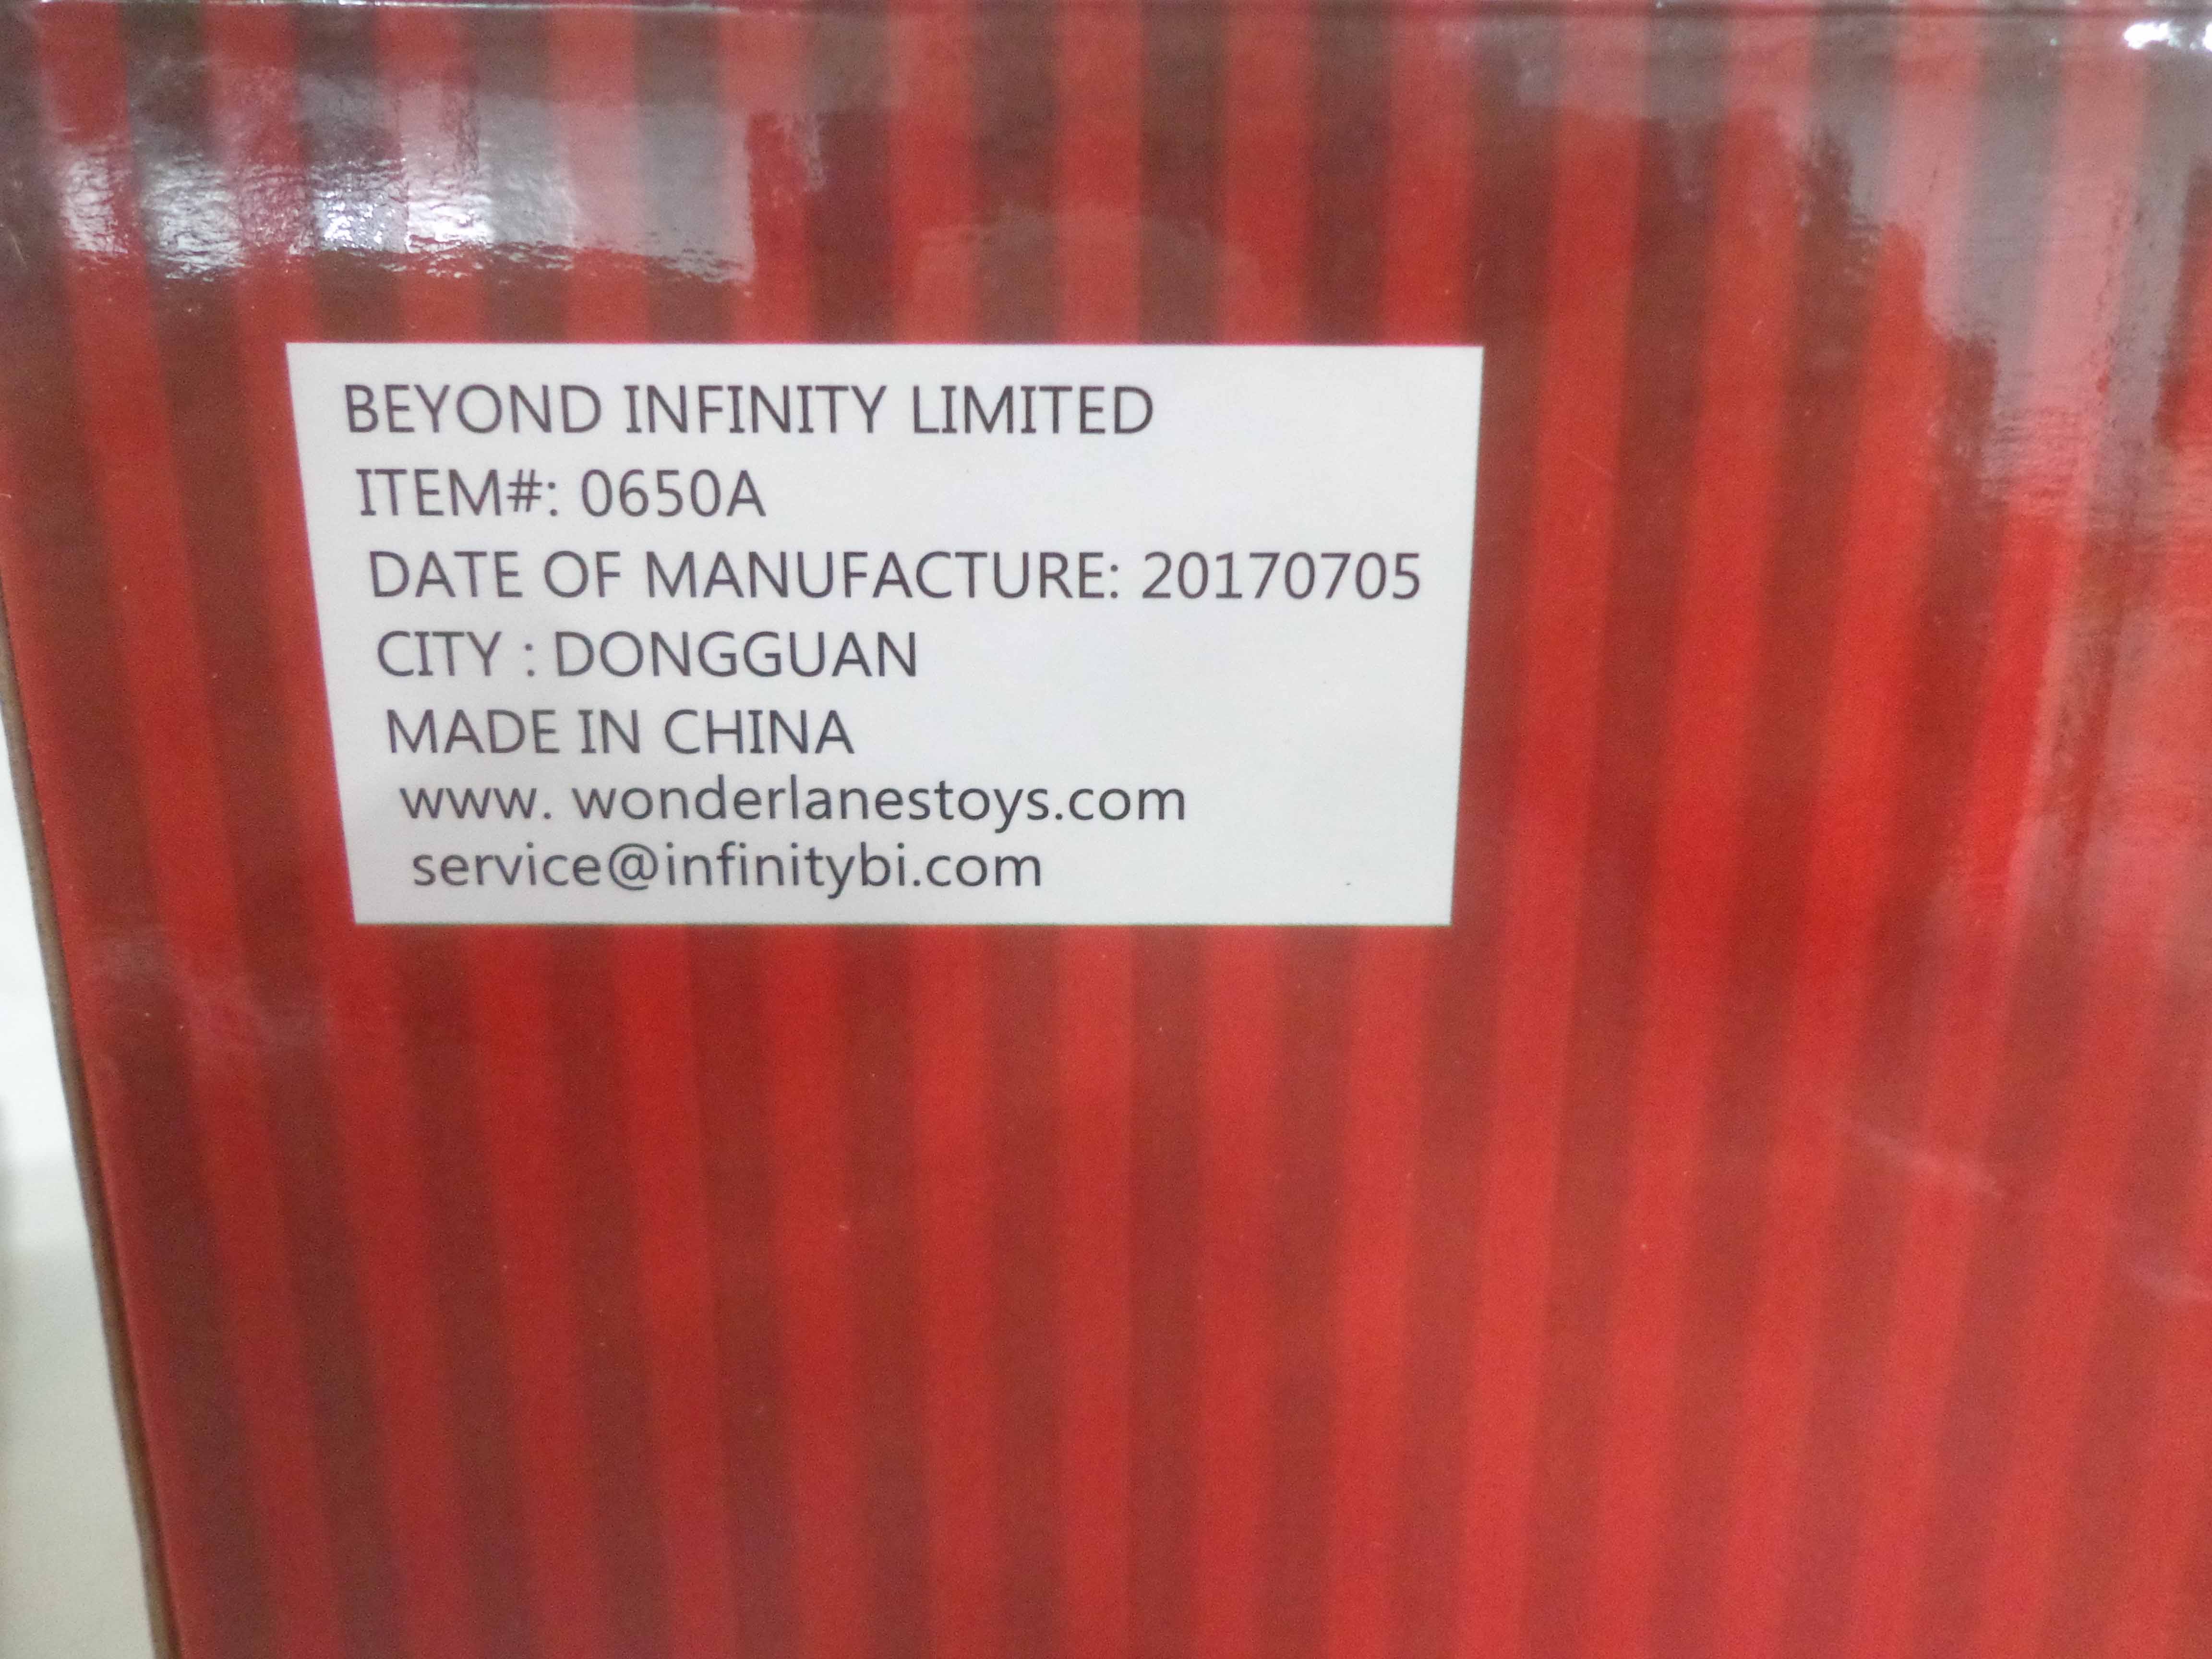 BEYOND INFINITY LIMITED
ITEM#: 0650A
DATE OF MANUFACTURE: 20170705
CITY : DONGGUAN
MADE IN CHINA
www. wonderlanestoys.com
service@infinitybi.com